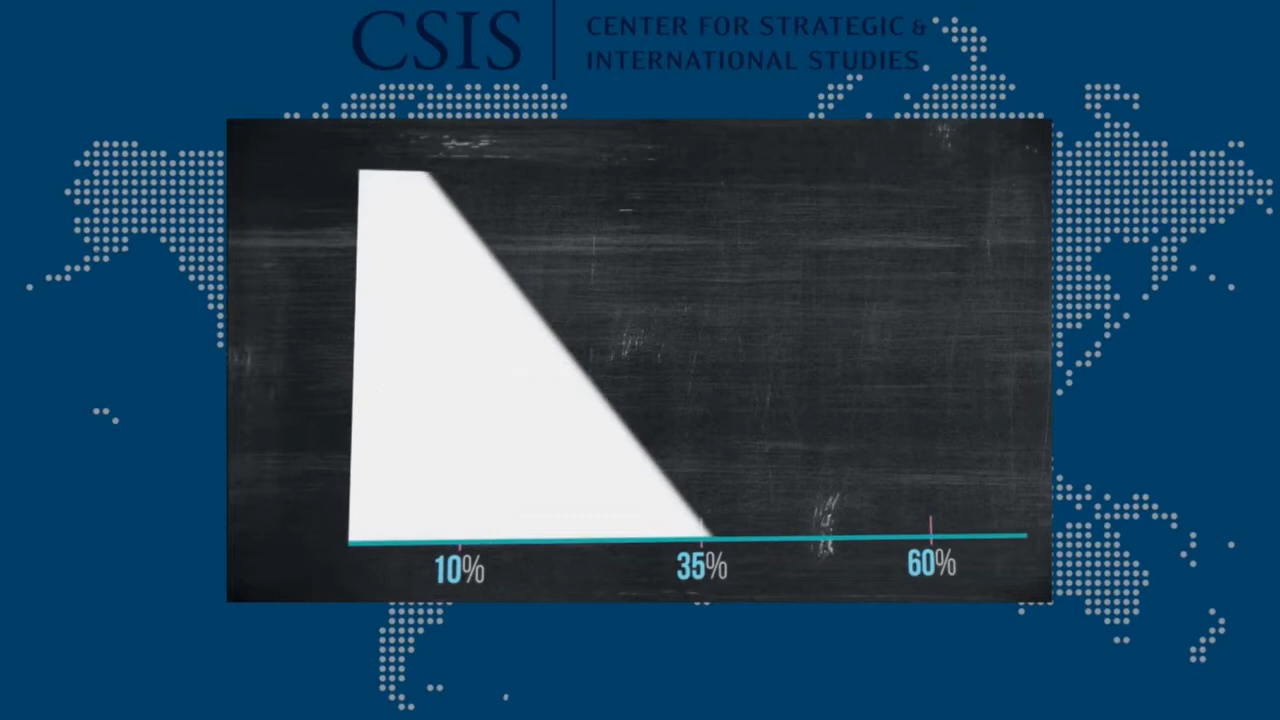 CSIS
CENTER FOR STRATEGIC &
INTERNATIONAL STUDIES
10% 35% 60%